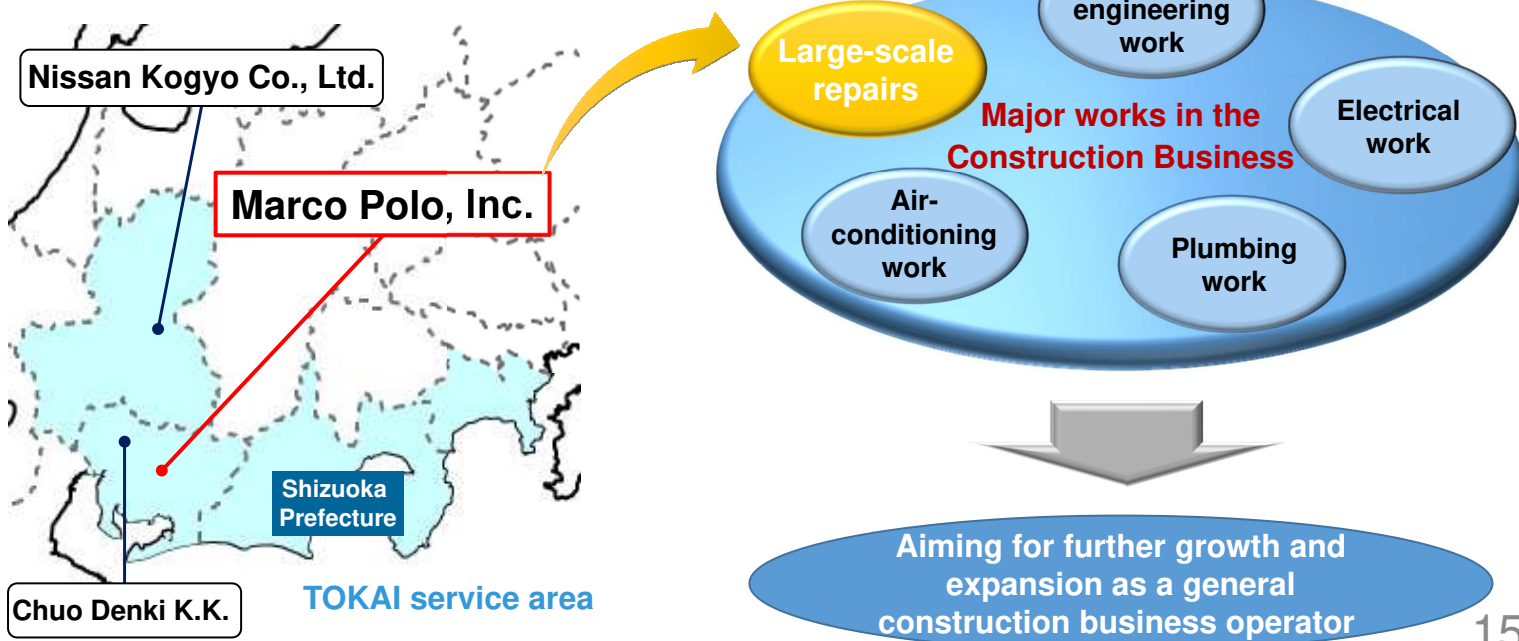 Nissan Kogyo Co., Ltd.
Marco Polo, Inc.
Shizuoka
Prefecture
Chuo Denki K.K.
TOKAI service area
engineering
work
Large-scale
repairs
Major works in the
Construction Business
Electrical
work
Air-
conditioning
work
Plumbing
work
Aiming for further growth and
expansion as a general
construction business operator
15